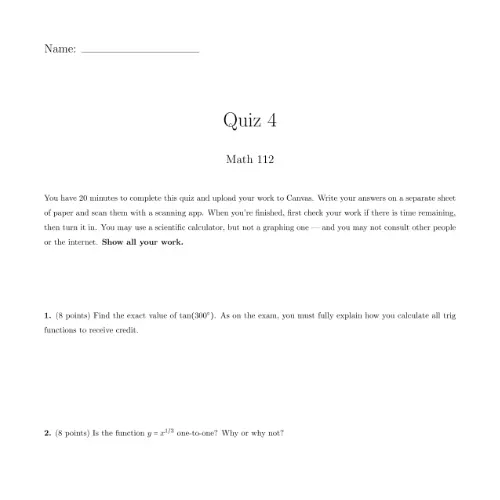 Name:
Quiz 4
Math 112
You have 20 minutes to complete this quiz and upload your work to Canvas. Write your answers on a separate sheet
of paper and scan them with a scanning app. When you're finished, first check your work if there is time remaining,
then turn it in. You may use a scientific calculator, but not a graphing one — and you may not consult other people
or the internet. Show all your work.
1. (8 points) Find the exact value of tan(300°). As on the exam, you must fully explain how you calculate all trig
functions to receive credit.
2. (8 points) Is the function y = x^{1/3} one-to-one? Why or why not?